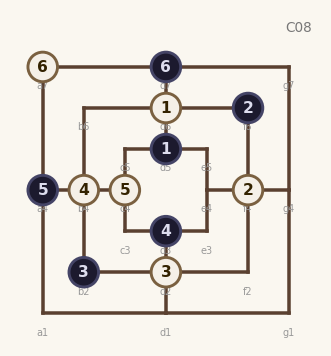 C08
6 6
a7 d7 g7
1 2
b6 d6 f6
1
c5 d5 e5
5 4 5 2
a4 b4 c4 e4 f4 g4
4
c3 d3 e3
3 3
b2 d2 f2
a1 d1 g1